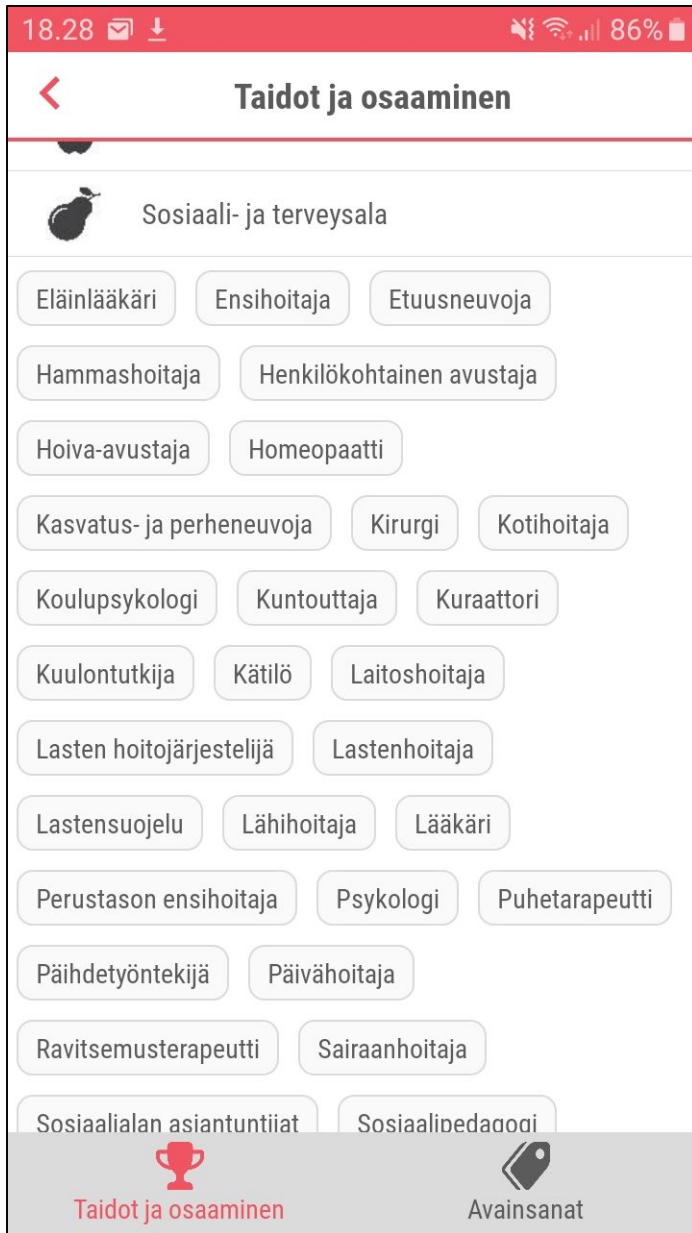 18.28 86%
Taidot ja osaaminen
Sosiaali- ja terveysala
Eläinlääkäri Ensihoitaja Etuusneuvoja
Hammashoitaja Henkilökohtainen avustaja
Hoiva-avustaja Homeopaatti
Kasvatus- ja perheneuvoja Kirurgi Kotihoitaja
Koulupsykologi Kuntouttaja Kuraattori
Kuulontutkija Kätilö Laitoshoitaja
Lasten hoitojärjestelijä Lastenhoitaja
Lastensuojelu Lähihoitaja Lääkäri
Perustason ensihoitaja Psykologi Puhetarapeutti
Päihdetyöntekijä Päivähoitaja
Ravitsemusterapeutti Sairaanhoitaja
Sosiaalialan asiantuntijat Sosiaalipedagogi
Taidot ja osaaminen Avainsanat